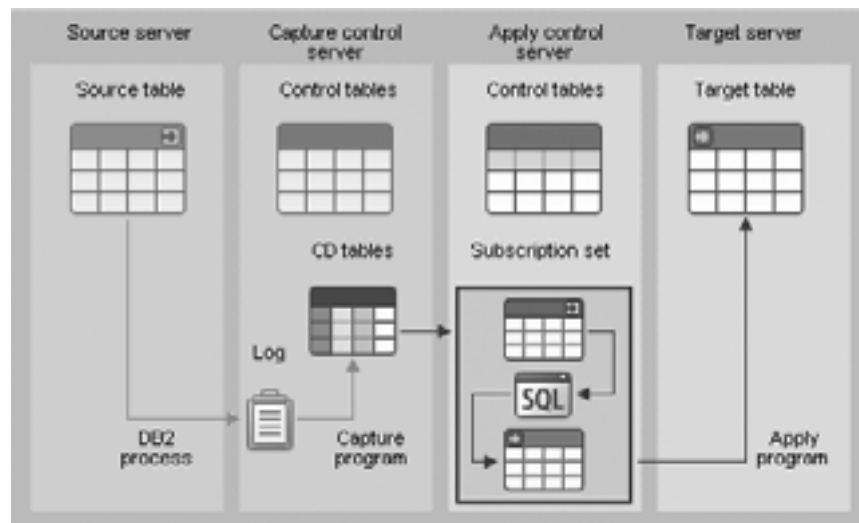 Source server
Capture control
server
Apply control
server
Target server
Source table
Control tables
Control tables
Target table
CD tables
Subscription set
Log
SQL
DB2
process
Capture
program
Apply
program